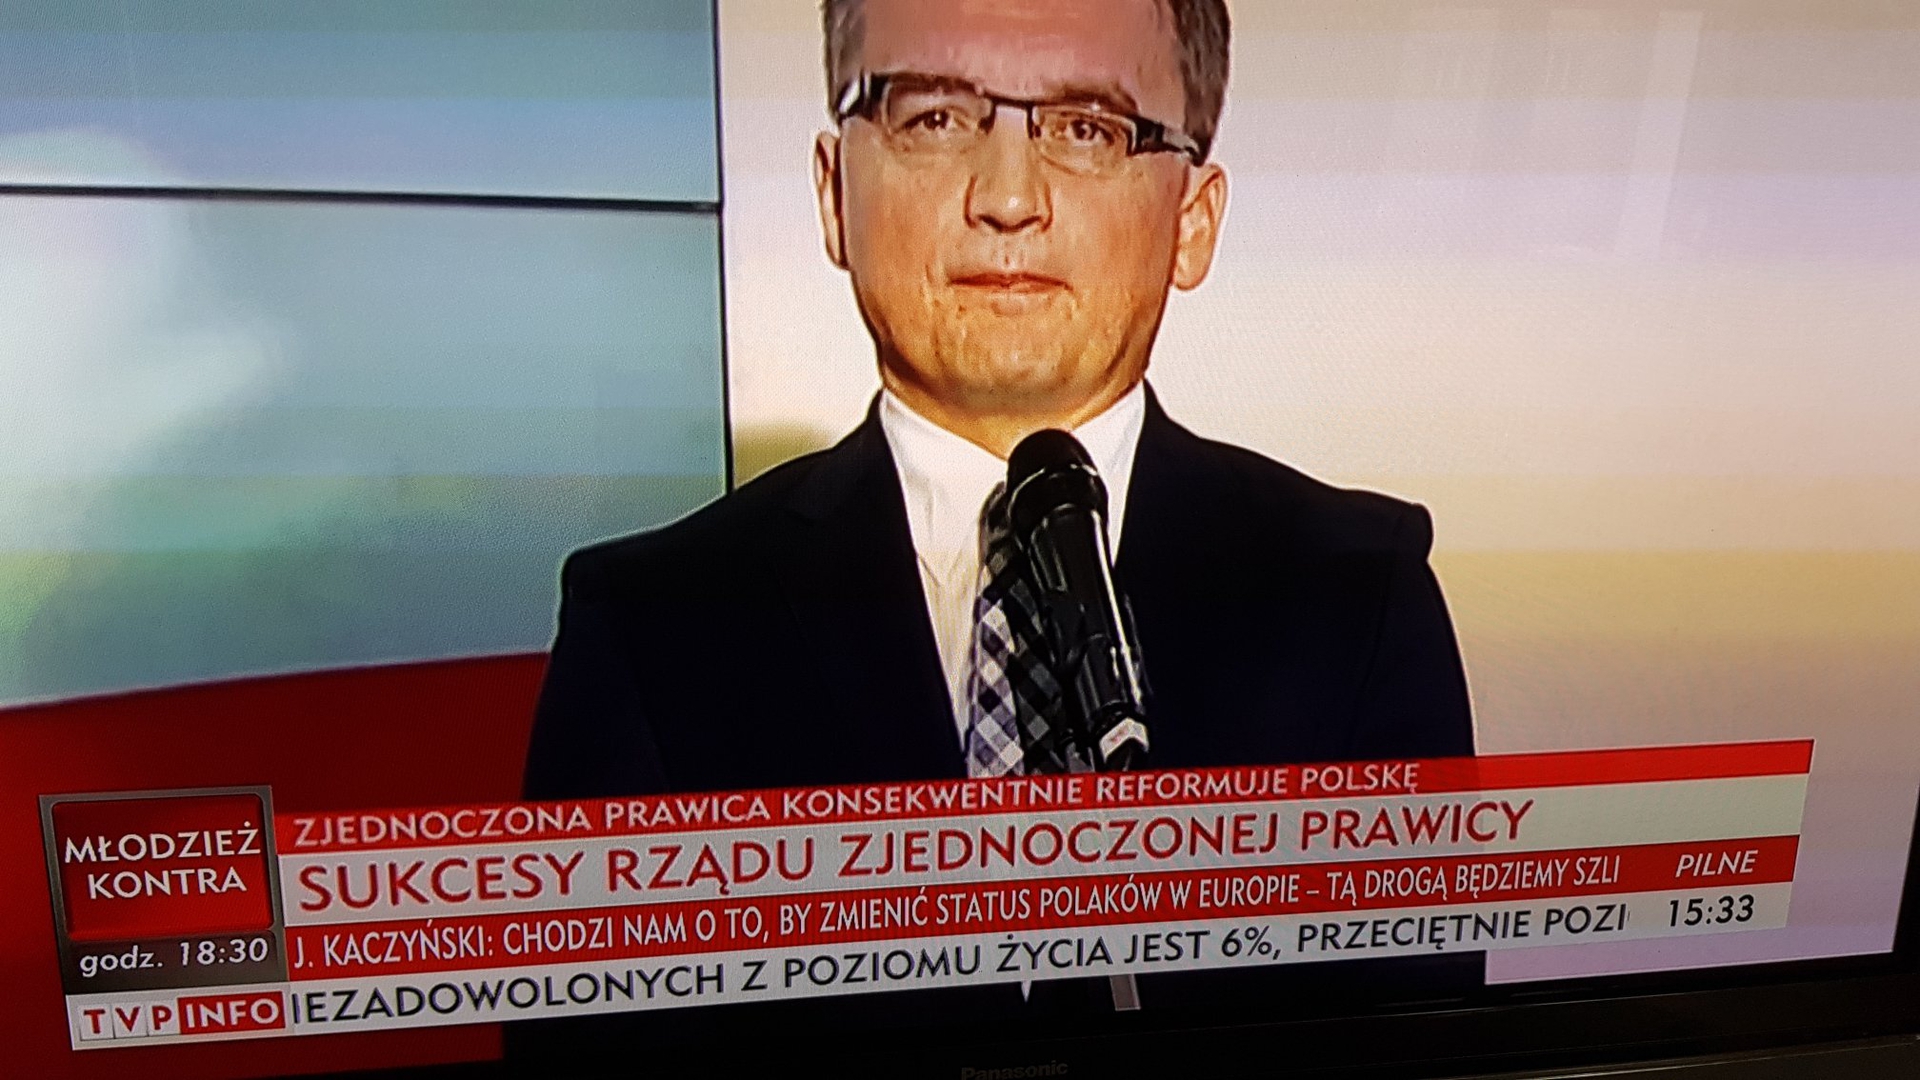 ZJEDNOCZONA PRAWICA KONSEKWENTNIE REFORMUJE POLSKĘ
SUKCESY RZĄDU ZJEDNOCZONEJ PRAWICY
MŁODZIEŻ
KONTRA
godz. 18:30
J. KACZYŃSKI: CHODZI NAM O TO, BY ZMIENIĆ STATUS POLAKÓW W EUROPIE – TĄ DROGĄ BĘDZIEMY SZLI
PILNE
TVP INFO
IEZADOWOLONYCH Z POZIOMU ŻYCIA JEST 6%, PRZECIĘTNIE POZI
15:33
Panasonic